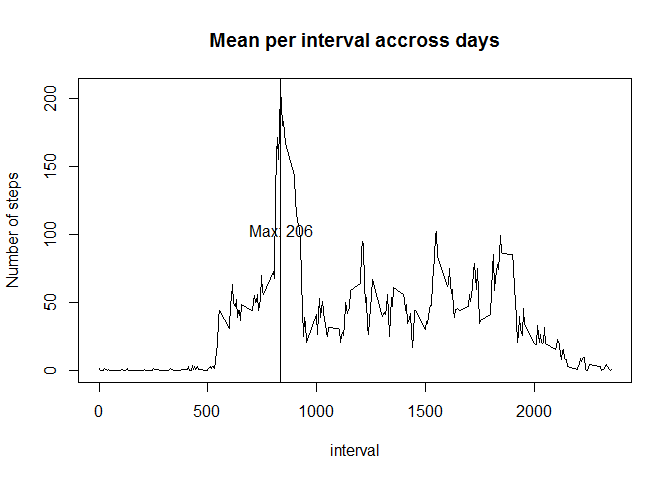 Mean per interval accross days
Number of steps
200
150
100
50
0
Max: 206
0 500 1000 1500 2000
interval